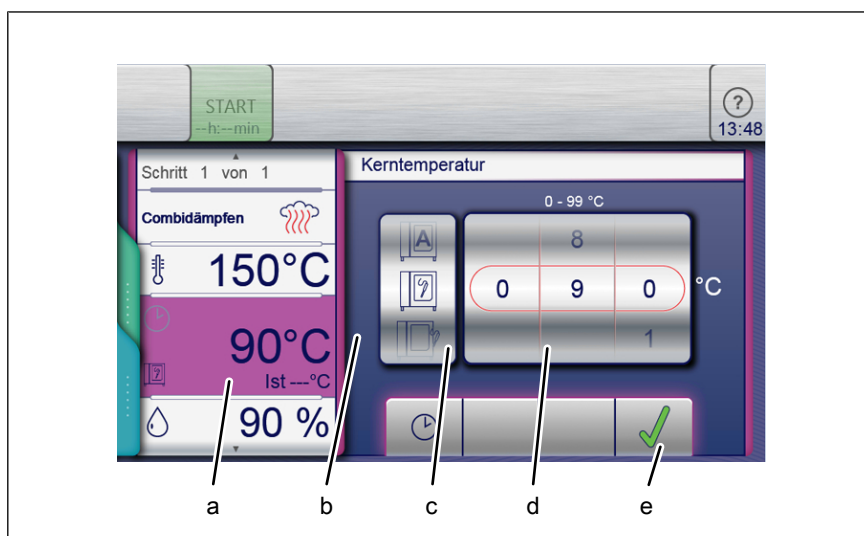 START
--h:--min
?
13:48
Schritt 1 von 1
Kerntemperatur
Combidämpfen
0 - 99 °C
A
8
150°C
0 9 0 °C
90°C
1
Ist ---°C
90 %
a b c d e